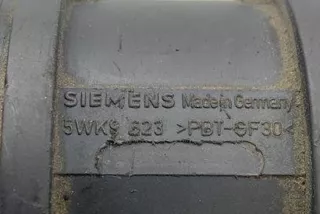 SIEMENS Made in Germany
5WK9 623 >PBT-GF30<